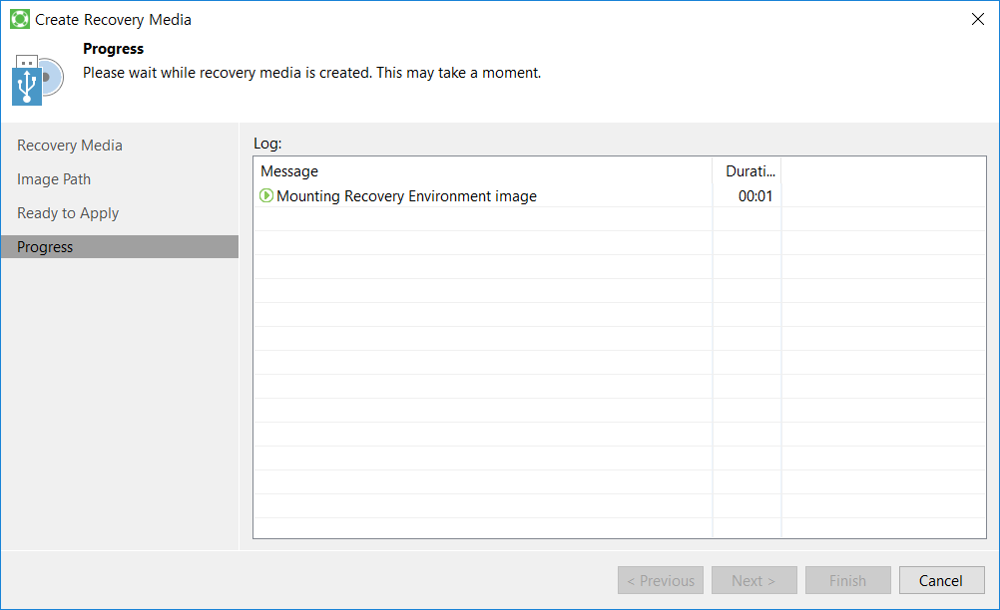 Create Recovery Media
Progress
Please wait while recovery media is created. This may take a moment.
Recovery Media
Image Path
Ready to Apply
Progress
Log:
Message Durati...
Mounting Recovery Environment image 00:01
< Previous Next > Finish Cancel